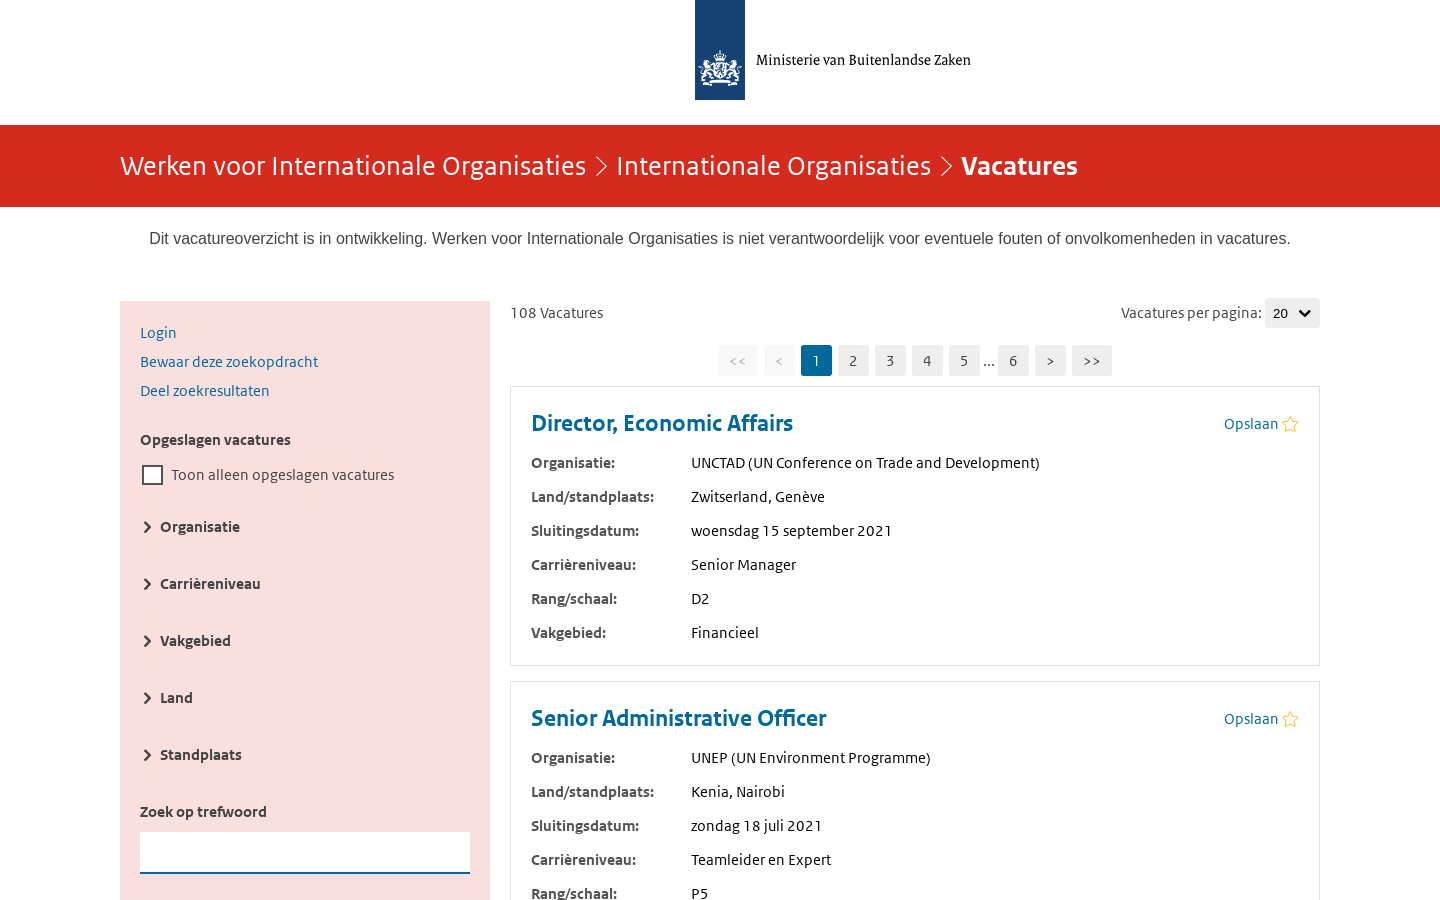 Ministerie van Buitenlandse Zaken
Werken voor Internationale Organisaties > Internationale Organisaties > Vacatures
Dit vacatureoverzicht is in ontwikkeling. Werken voor Internationale Organisaties is niet verantwoordelijk voor eventuele fouten of onvolkomenheden in vacatures.
Login
Bewaar deze zoekopdracht
Deel zoekresultaten
Opgeslagen vacatures
Toon alleen opgeslagen vacatures
Organisatie
Carrièreniveau
Vakgebied
Land
Standplaats
Zoek op trefwoord
108 Vacatures
Vacatures per pagina: 20
<< < 1 2 3 4 5 ... 6 > >>
Director, Economic Affairs
Opslaan
Organisatie: UNCTAD (UN Conference on Trade and Development)
Land/standplaats: Zwitserland, Genève
Sluitingsdatum: woensdag 15 september 2021
Carrièreniveau: Senior Manager
Rang/schaal: D2
Vakgebied: Financieel
Senior Administrative Officer
Opslaan
Organisatie: UNEP (UN Environment Programme)
Land/standplaats: Kenia, Nairobi
Sluitingsdatum: zondag 18 juli 2021
Carrièreniveau: Teamleider en Expert
Rang/schaal: P5